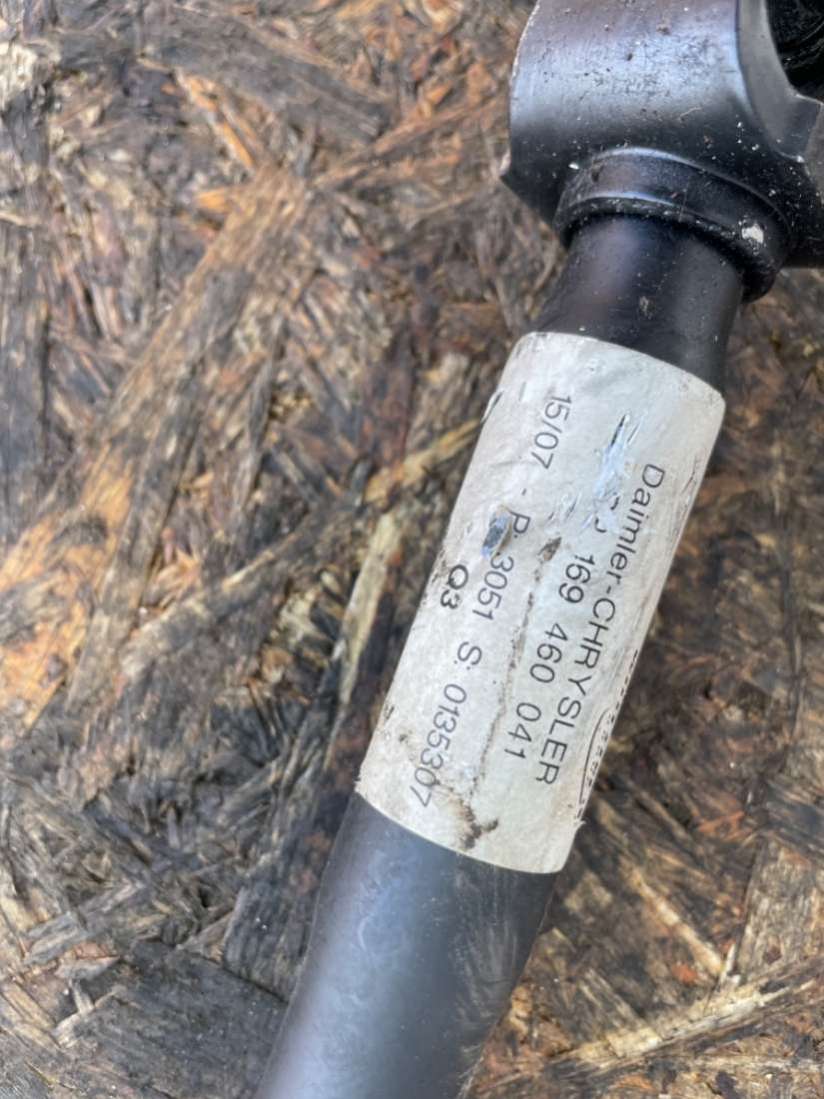 Daimler-CHRYSLER
169 460 041
15/07 - P 3051 S. 0135307
Q3